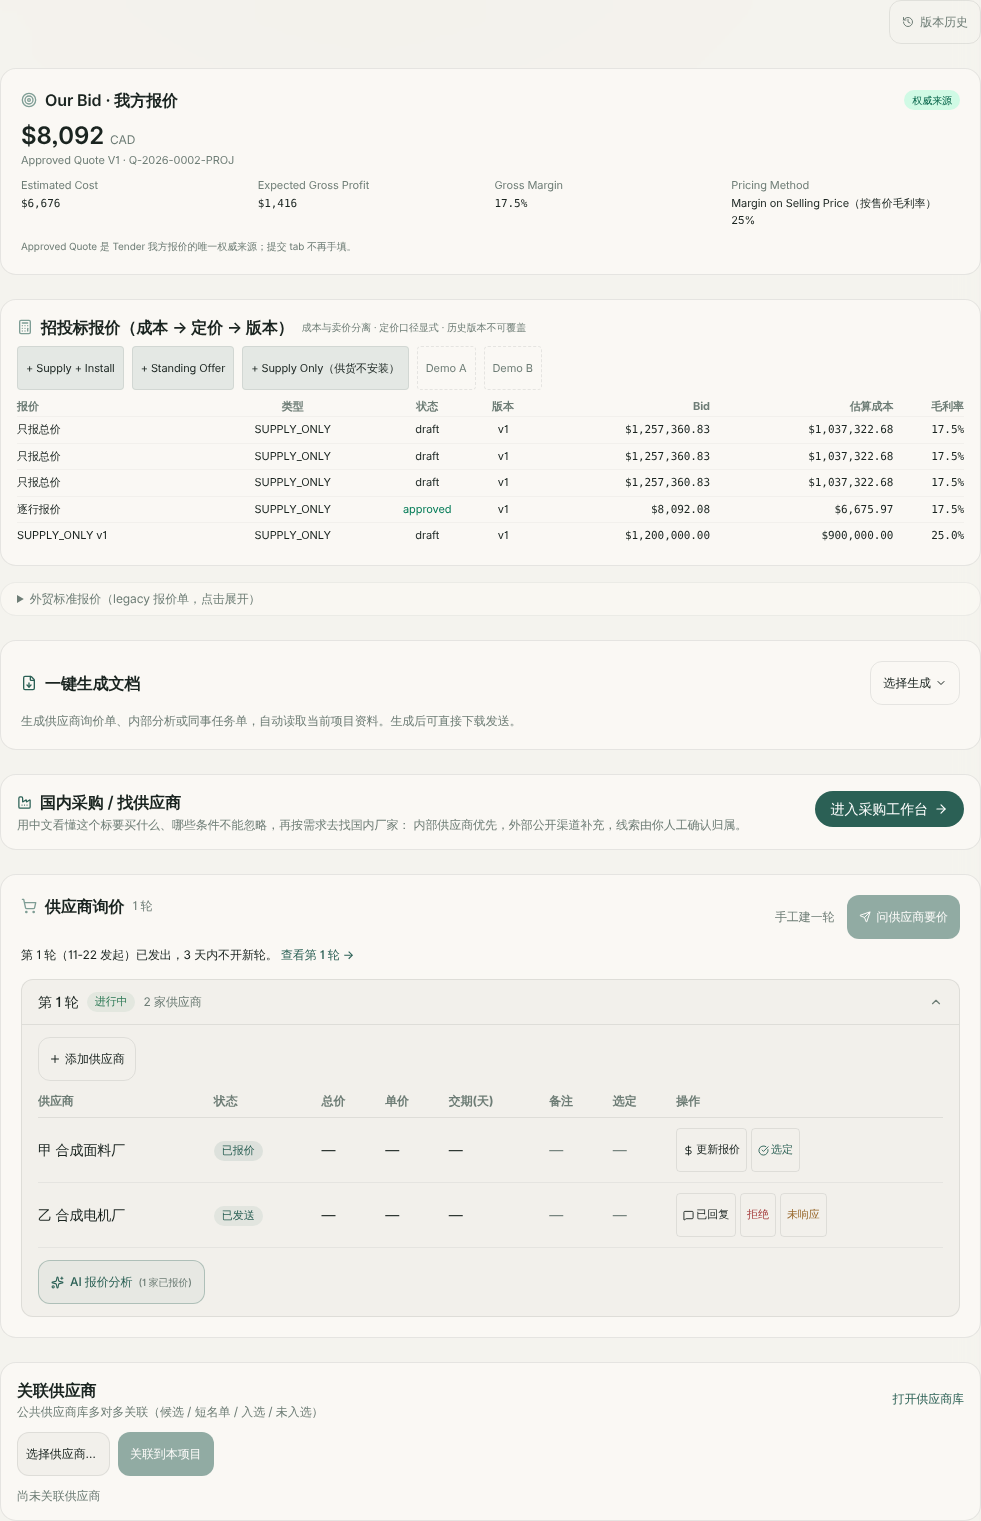 版本历史
Our Bid · 我方报价
权威来源
$8,092 CAD
Approved Quote V1 · Q-2026-0002-PROJ
Estimated Cost Expected Gross Profit Gross Margin Pricing Method
$6,676 $1,416 17.5% Margin on Selling Price（按售价毛利率）
25%
Approved Quote 是 Tender 我方报价的唯一权威来源；提交 tab 不再手填。
招投标报价（成本 → 定价 → 版本） 成本与卖价分离 · 定价口径显式 · 历史版本不可覆盖
+ Supply + Install + Standing Offer + Supply Only（供货不安装） Demo A Demo B
报价 类型 状态 版本 Bid 估算成本 毛利率
只报总价 SUPPLY_ONLY draft v1 $1,257,360.83 $1,037,322.68 17.5%
只报总价 SUPPLY_ONLY draft v1 $1,257,360.83 $1,037,322.68 17.5%
只报总价 SUPPLY_ONLY draft v1 $1,257,360.83 $1,037,322.68 17.5%
逐行报价 SUPPLY_ONLY approved v1 $8,092.08 $6,675.97 17.5%
SUPPLY_ONLY v1 SUPPLY_ONLY draft v1 $1,200,000.00 $900,000.00 25.0%
▶ 外贸标准报价（legacy 报价单，点击展开）
一键生成文档
选择生成
生成供应商询价单、内部分析或同事任务单，自动读取当前项目资料。生成后可直接下载发送。
国内采购 / 找供应商
进入采购工作台 →
用中文看懂这个标要买什么、哪些条件不能忽略，再按需求去找国内厂家： 内部供应商优先，外部公开渠道补充，线索由你人工确认归属。
供应商询价 1 轮
手工建一轮 问供应商要价
第 1 轮（11-22 发起）已发出，3 天内不开新轮。 查看第 1 轮 →
第 1 轮 进行中 2 家供应商
+ 添加供应商
供应商 状态 总价 单价 交期(天) 备注 选定 操作
甲 合成面料厂 已报价 — — — — — $ 更新报价 选定
乙 合成电机厂 已发送 — — — — — 已回复 拒绝 未响应
AI 报价分析 (1 家已报价)
关联供应商
打开供应商库
公共供应商库多对多关联（候选 / 短名单 / 入选 / 未入选）
选择供应商... 关联到本项目
尚未关联供应商